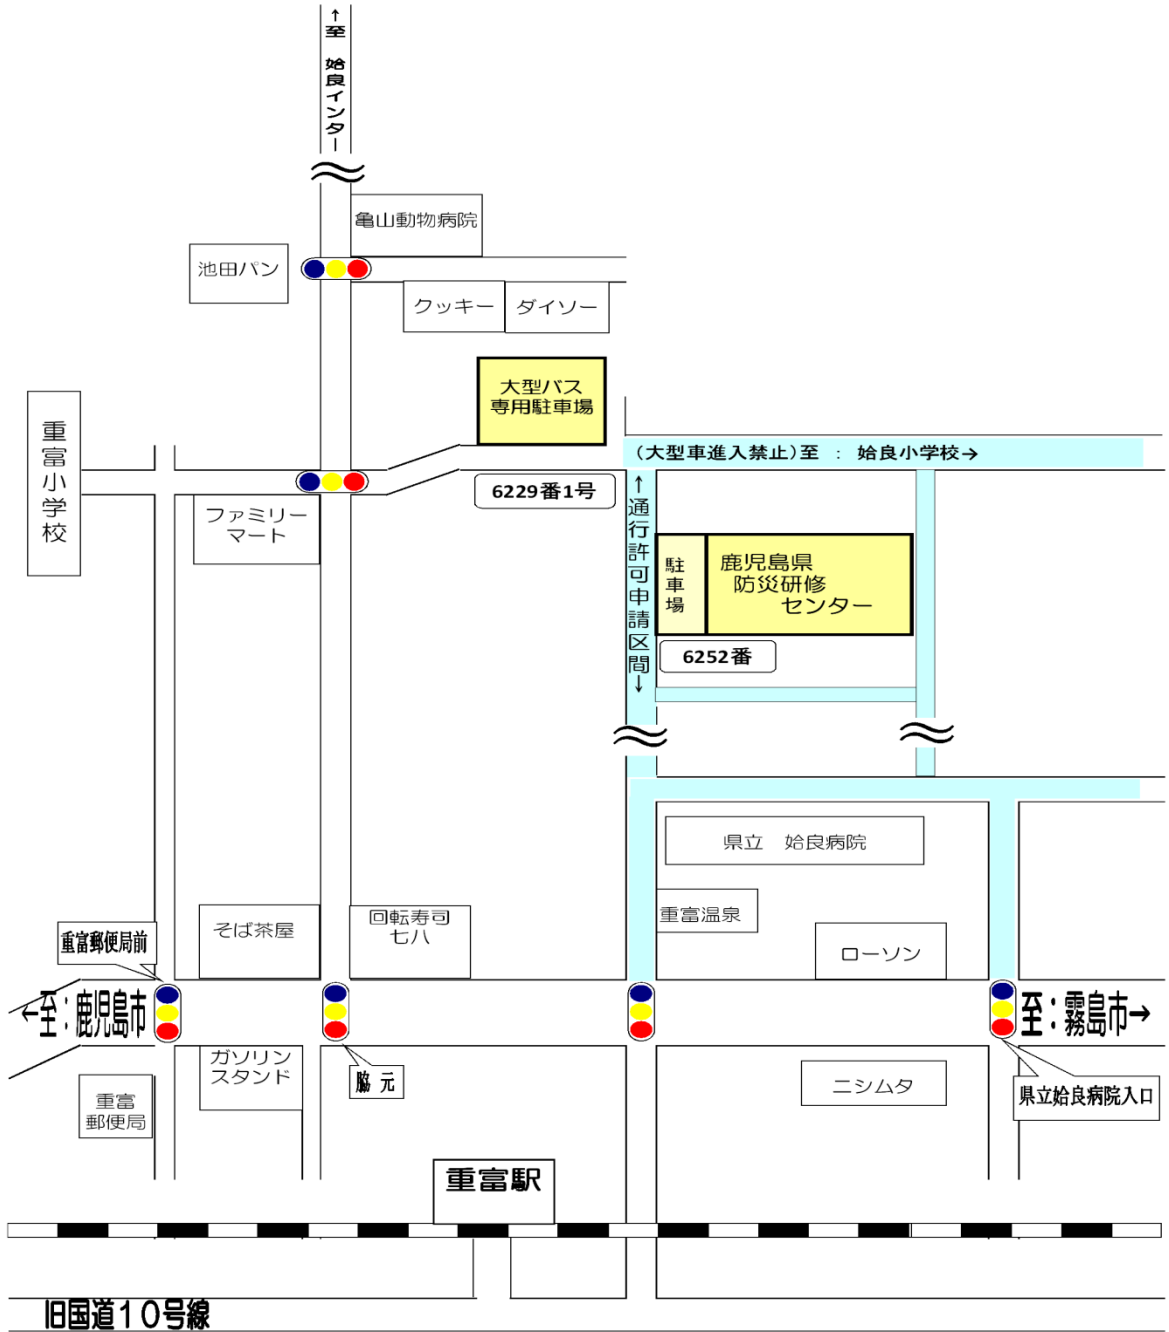 ←至 姶良インター
亀山動物病院
池田パン
クッキー
ダイソー
大型バス
専用駐車場
(大型車進入禁止)至 : 姶良小学校→
重富小学校
6229番1号
ファミリー
マート
←通行許可申請区間→
駐車場
鹿児島県
防災研修
センター
6252番
県立 姶良病院
重富温泉
そば茶屋
回転寿司
七八
ローソン
重富郵便局前
←至:鹿児島市
至:霧島市→
ガソリン
スタンド
脇元
ニシムタ
県立姶良病院入口
重富
郵便局
重富駅
旧国道10号線